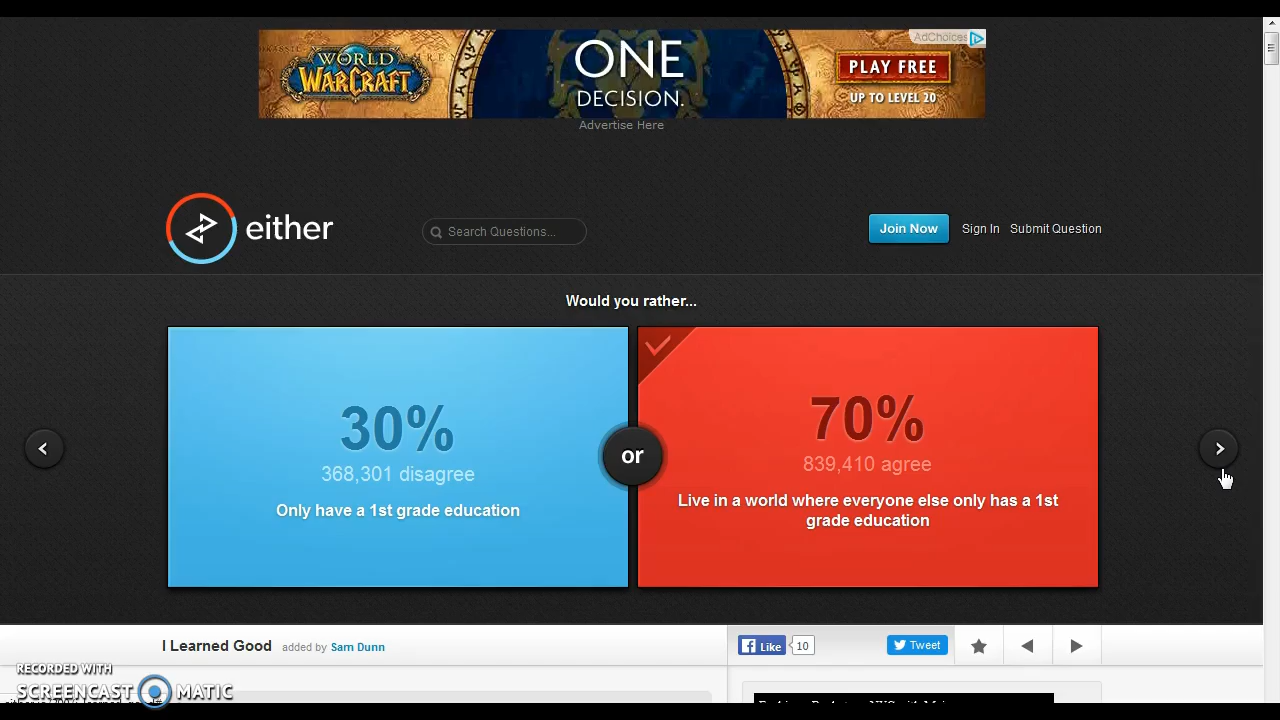 WORLD
WARCRAFT
ONE
DECISION.
AdChoices
PLAY FREE
UP TO LEVEL 20
Advertise Here
either
Search Questions...
Join Now
Sign In
Submit Question
Would you rather...
30%
368,301 disagree
Only have a 1st grade education
or
70%
839,410 agree
Live in a world where everyone else only has a 1st
grade education
I Learned Good
added by Sam Dunn
Like
10
Tweet
RECORDED WITH
SCREENCAST MATIC